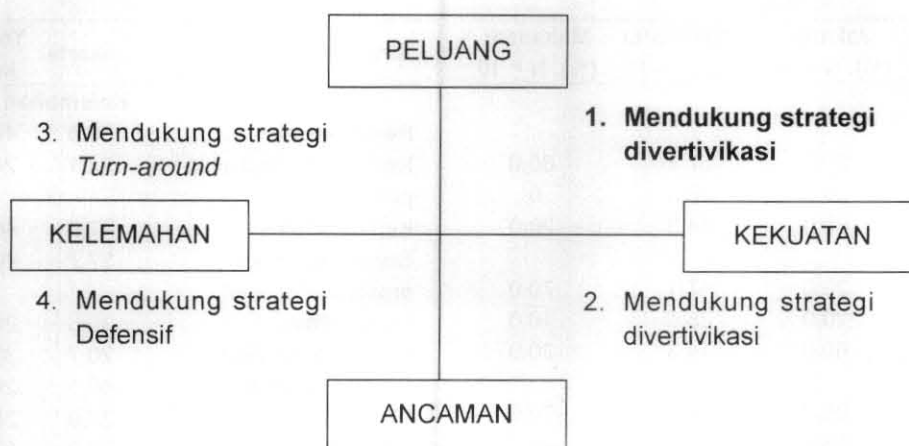 PELUANG
3. Mendukung strategi
Turn-around
1. Mendukung strategi
divertivikasi
KELEMAHAN
KEKUATAN
4. Mendukung strategi
Defensif
2. Mendukung strategi
divertivikasi
ANCAMAN